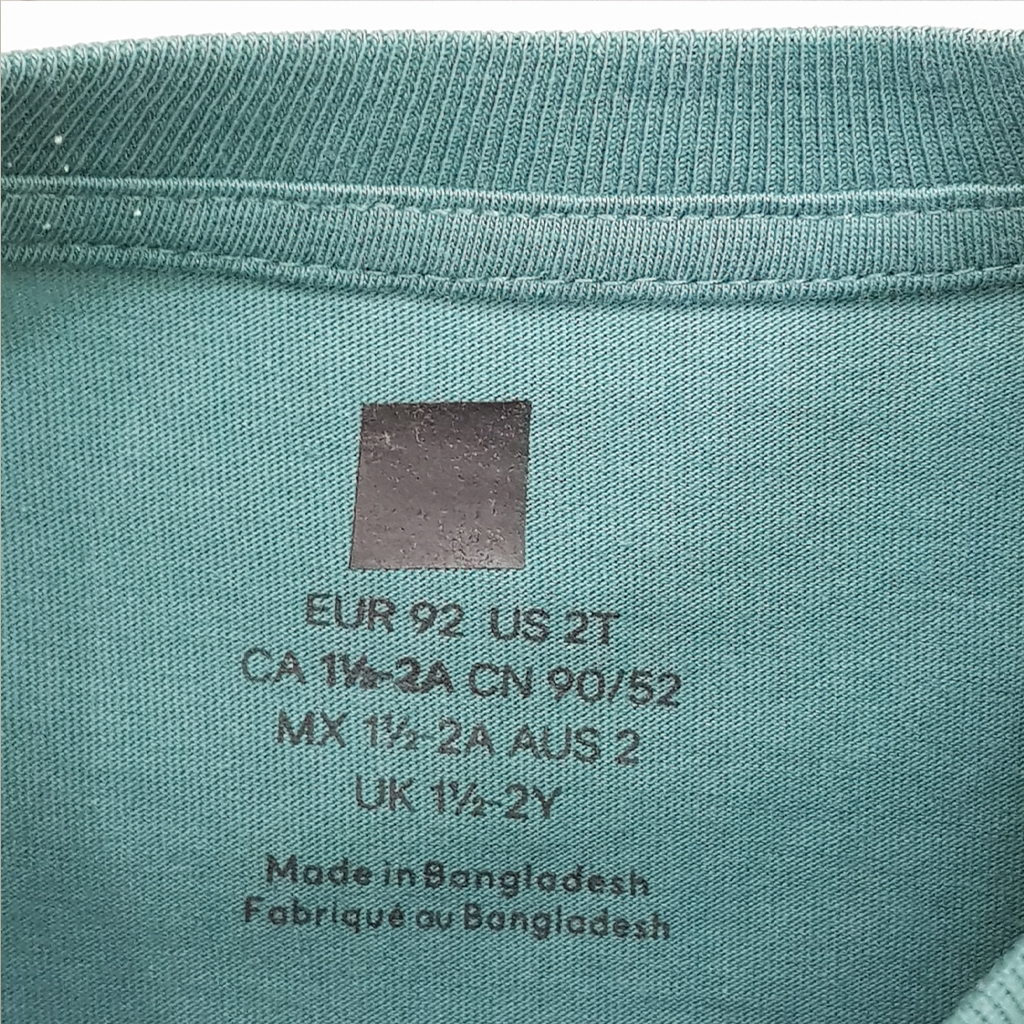 EUR 92 US 2T
CA 1½-2A CN 90/52
MX 1½-2A AUS 2
UK 1½-2Y
Made in Bangladesh
Fabriqué au Bangladesh